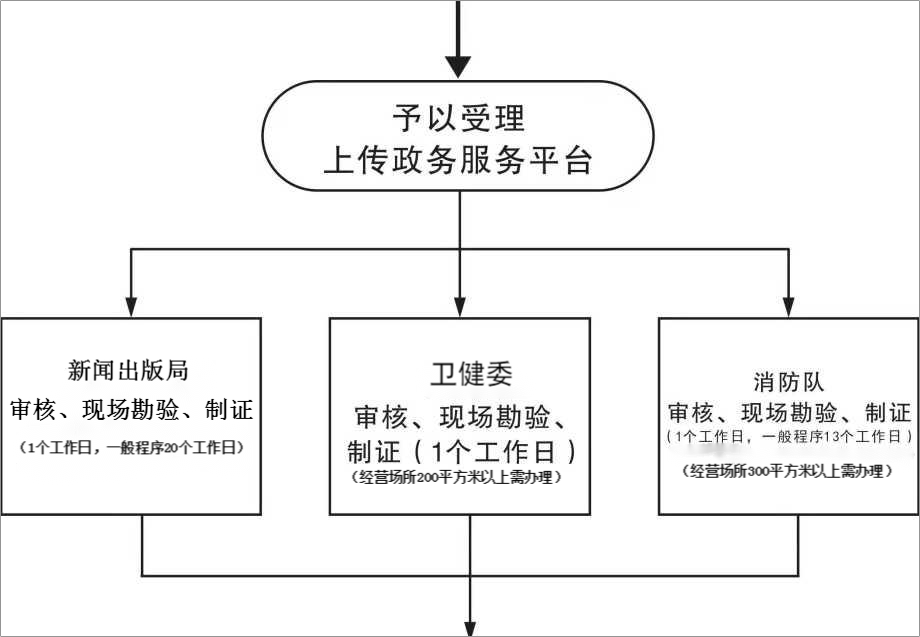 予以受理
上传政务服务平台
新闻出版局
审核、现场勘验、制证
（1个工作日，一般程序20个工作日）
卫健委
审核、现场勘验、
制证（1个工作日）
（经营场所200平方米以上需办理）
消防队
审核、现场勘验、制证
（1个工作日，一般程序13个工作日）
（经营场所300平方米以上需办理）